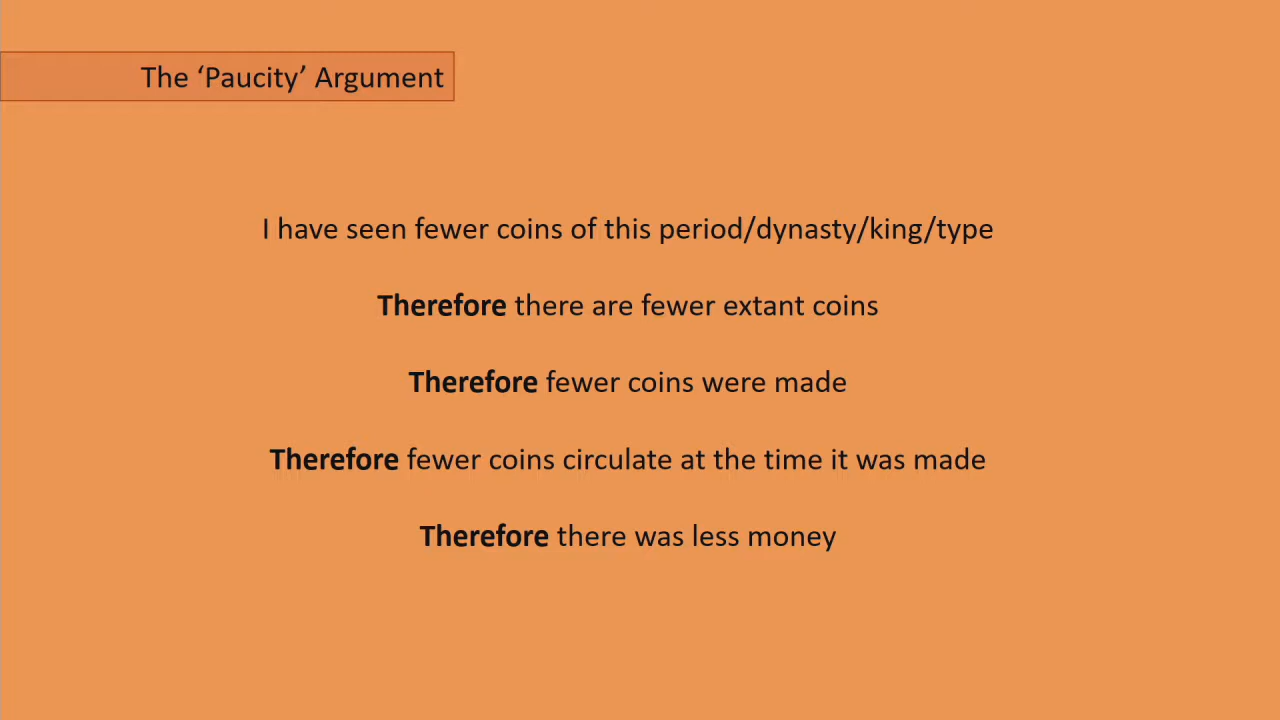 The ‘Paucity’ Argument
I have seen fewer coins of this period/dynasty/king/type
Therefore there are fewer extant coins
Therefore fewer coins were made
Therefore fewer coins circulate at the time it was made
Therefore there was less money